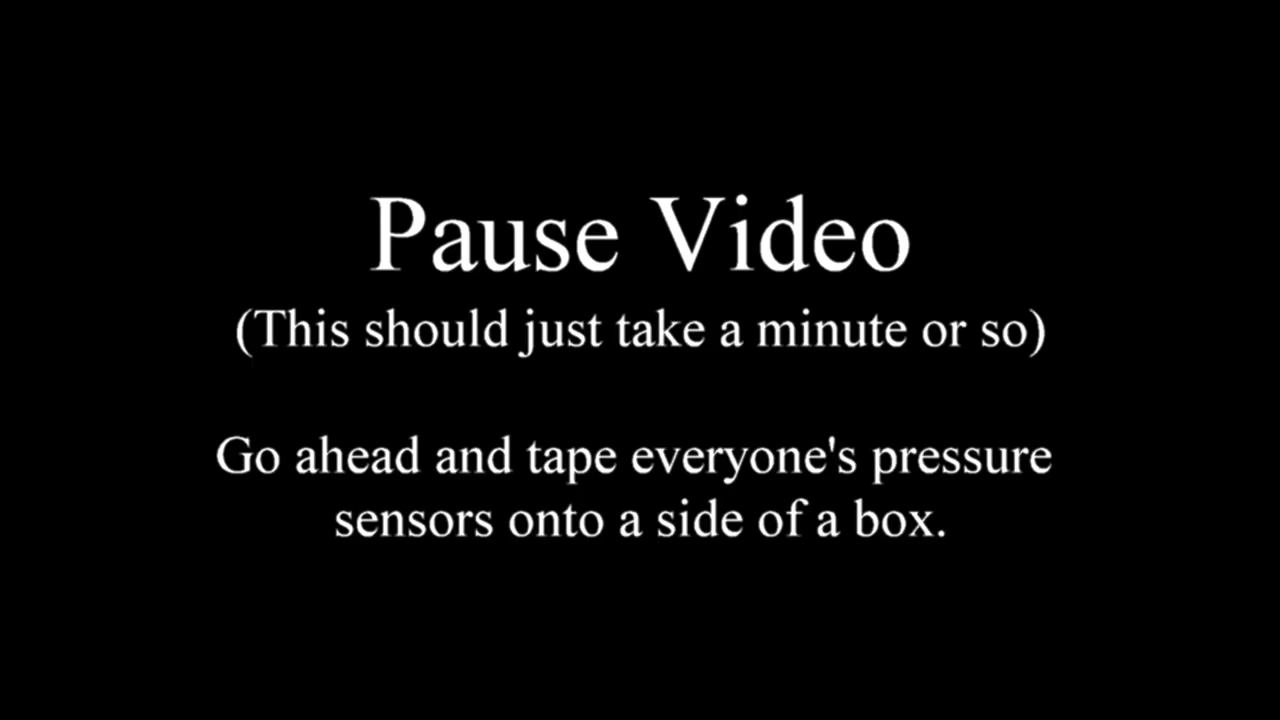 Pause Video
(This should just take a minute or so)
Go ahead and tape everyone's pressure
sensors onto a side of a box.